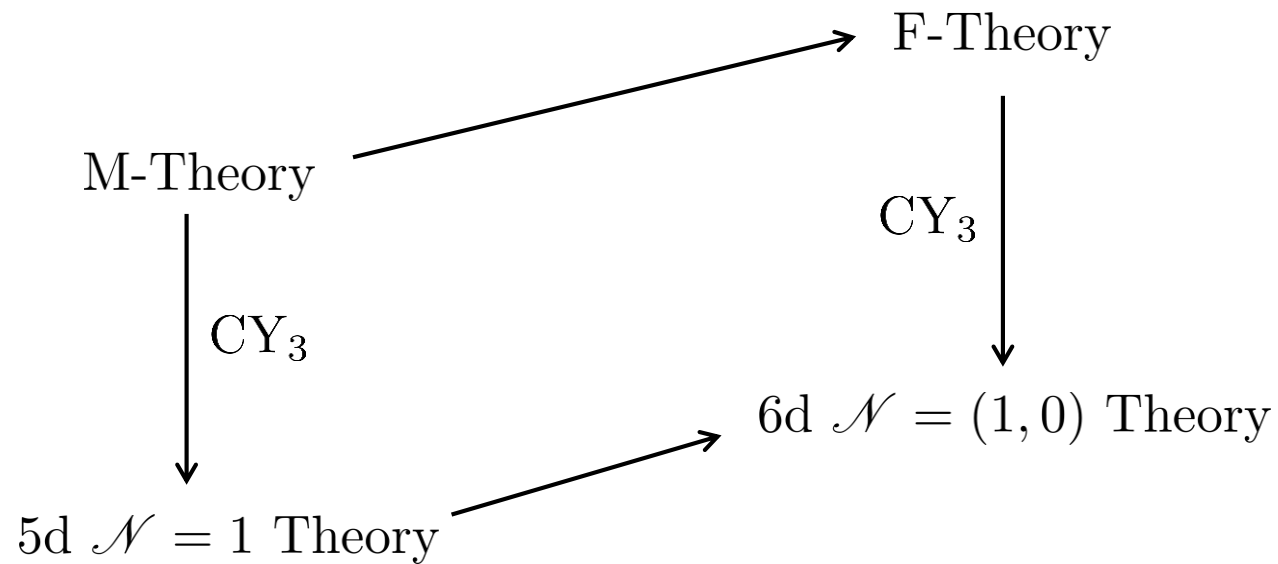 F-Theory
M-Theory
CY₃
CY₃
6d 𝒩 = (1, 0) Theory
5d 𝒩 = 1 Theory